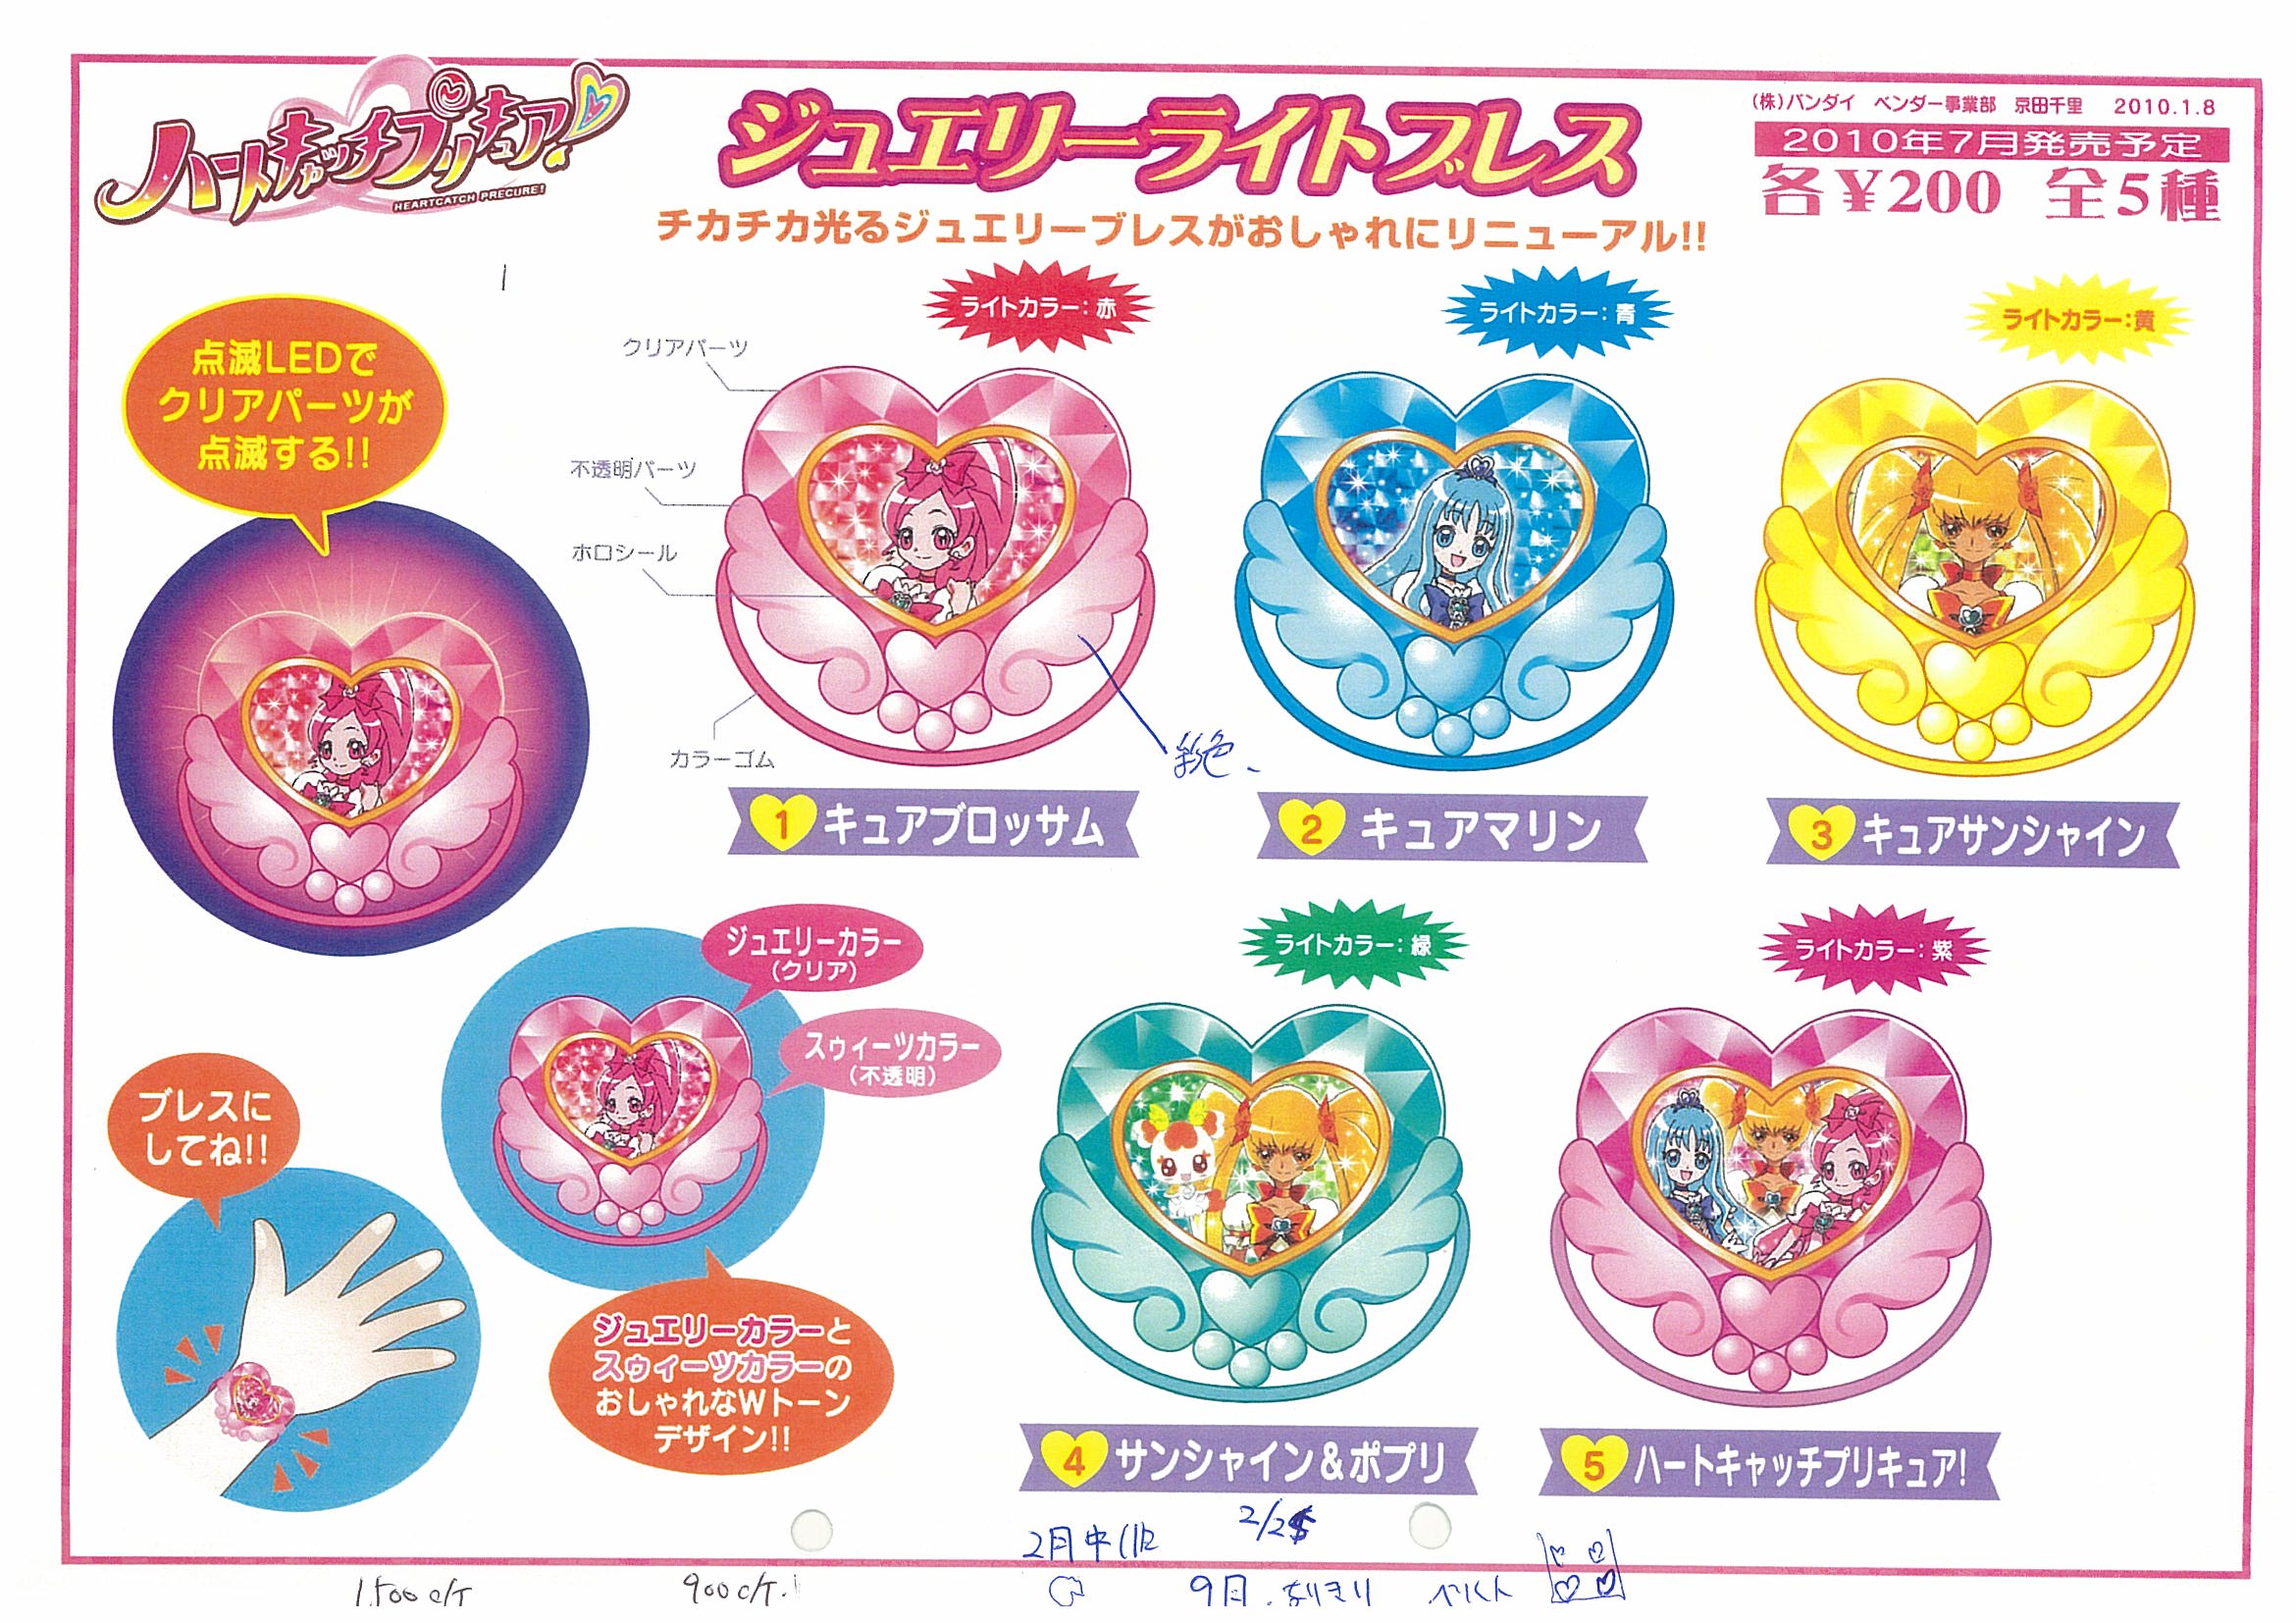 ハートキャッチプリキュア!
HEARTCATCH PRECURE!
ジュエリーライトブレス
チカチカ光るジュエリーブレスがおしゃれにリニューアル!!
(株)バンダイ ベンダー事業部 京田千里 2010.1.8
2010年7月発売予定
各¥200 全5種
点滅LEDで
クリアパーツが
点滅する!!
クリアパーツ
不透明パーツ
ホロシール
カラーゴム
ライトカラー:赤
彩色、
1 キュアブロッサム
ライトカラー:青
2 キュアマリン
ライトカラー:黄
3 キュアサンシャイン
ジュエリーカラー
(クリア)
スウィーツカラー
(不透明)
ブレスに
してね!!
ジュエリーカラーと
スウィーツカラーの
おしゃれなWトーン
デザイン!!
ライトカラー:緑
4 サンシャイン&ポプリ
ライトカラー:紫
5 ハートキャッチプリキュア!
2/25
2月中
1500 c/T
900 c/T.
9月.なりきり